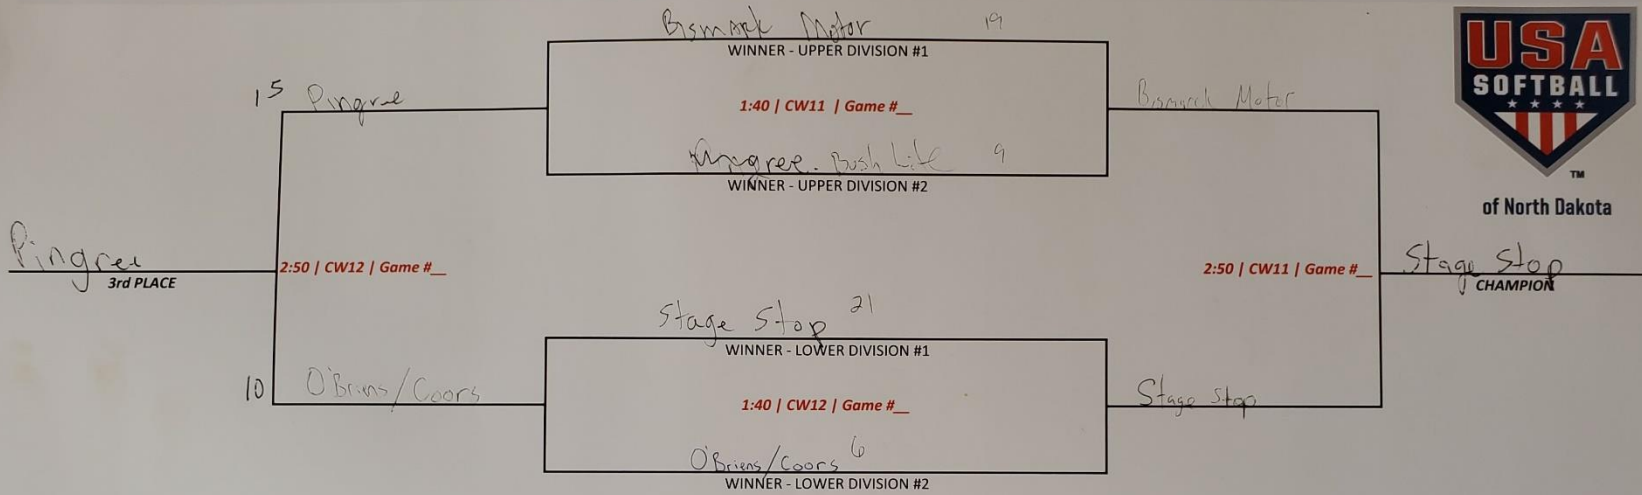 Bismarck Motor 19
WINNER - UPPER DIVISION #1
USA
SOFTBALL
TM
of North Dakota
15 Pingree
1:40 | CW11 | Game #__
Bismarck Motor
Pingree. Bush Lite 9
WINNER - UPPER DIVISION #2
Pingree
3rd PLACE
2:50 | CW12 | Game #__
2:50 | CW11 | Game #__
Stage Stop
CHAMPION
Stage Stop 21
WINNER - LOWER DIVISION #1
10 O'Briens/Coors
1:40 | CW12 | Game #__
Stage Stop
O'Briens/Coors 6
WINNER - LOWER DIVISION #2